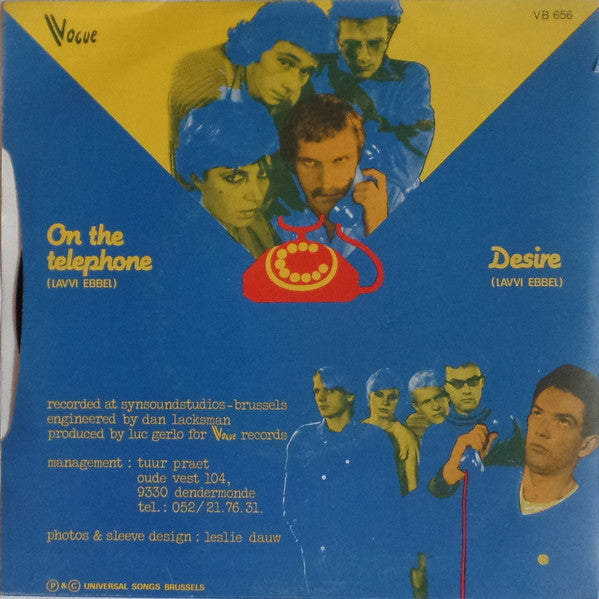 Vogue
VB 656
On the
telephone
(LAVVI EBBEL)
Desire
(LAVVI EBBEL)
recorded at synsoundstudios-brussels
engineered by dan lacksman
produced by luc gerlo for Vogue records
management : tuur praet
oude vest 104,
9330 dendermonde
tel.: 052/21.76.31.
photos & sleeve design : leslie dauw
Ⓟ & Ⓒ UNIVERSAL SONGS BRUSSELS